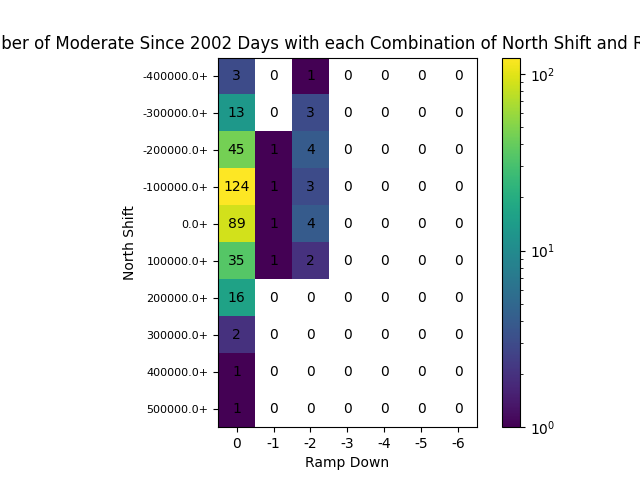 of Moderate Since 2002 Days with each Combination of North Shift and
-400000.0+ 3 0 1 0 0 0 0
-300000.0+ 13 0 3 0 0 0 0
-200000.0+ 45 1 4 0 0 0 0
-100000.0+ 124 1 3 0 0 0 0
0.0+ 89 1 4 0 0 0 0
100000.0+ 35 1 2 0 0 0 0
200000.0+ 16 0 0 0 0 0 0
300000.0+ 2 0 0 0 0 0 0
400000.0+ 1 0 0 0 0 0 0
500000.0+ 1 0 0 0 0 0 0
0 -1 -2 -3 -4 -5 -6
Ramp Down
North Shift
10²
10¹
10⁰